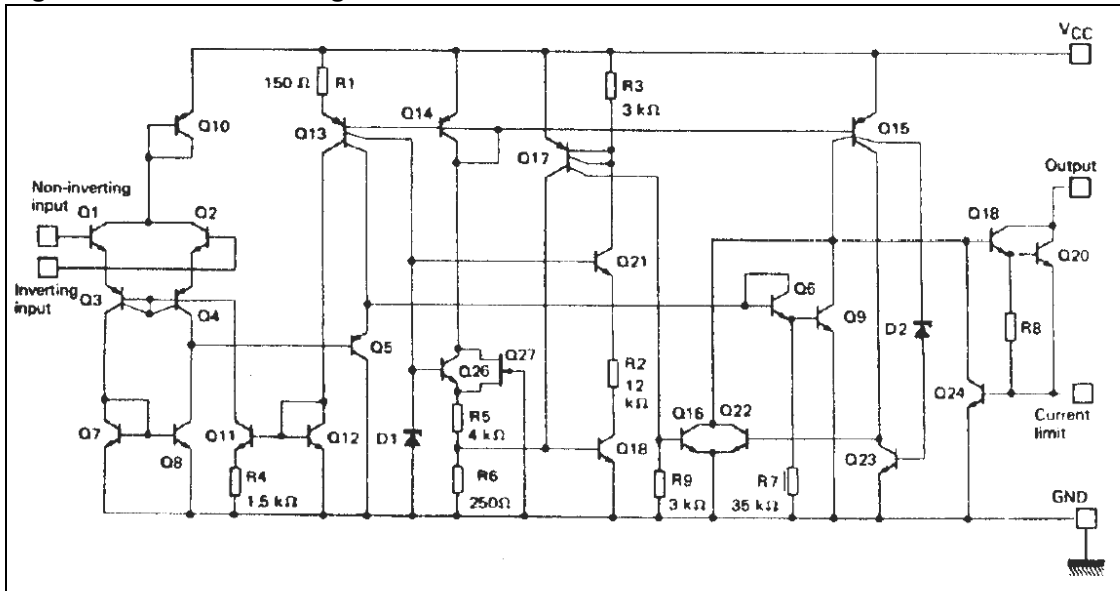 VCC
150 Ω R1
Q14
R3
3 kΩ
Q10
Q13
Q15
Q17
Output
Non-inverting
input
Q1
Q2
Q18
Q20
Q21
Inverting
input
Q3
Q4
Q6
Q9
D2
R8
Q5
Q27
R2
12
kΩ
Q26
Q24
Current
limit
R5
4 kΩ
Q16
Q22
Q7
Q8
Q11
Q12
D1
Q18
Q23
R4
1.5 kΩ
R6
250Ω
R9
3 kΩ
R7
35 kΩ
GND